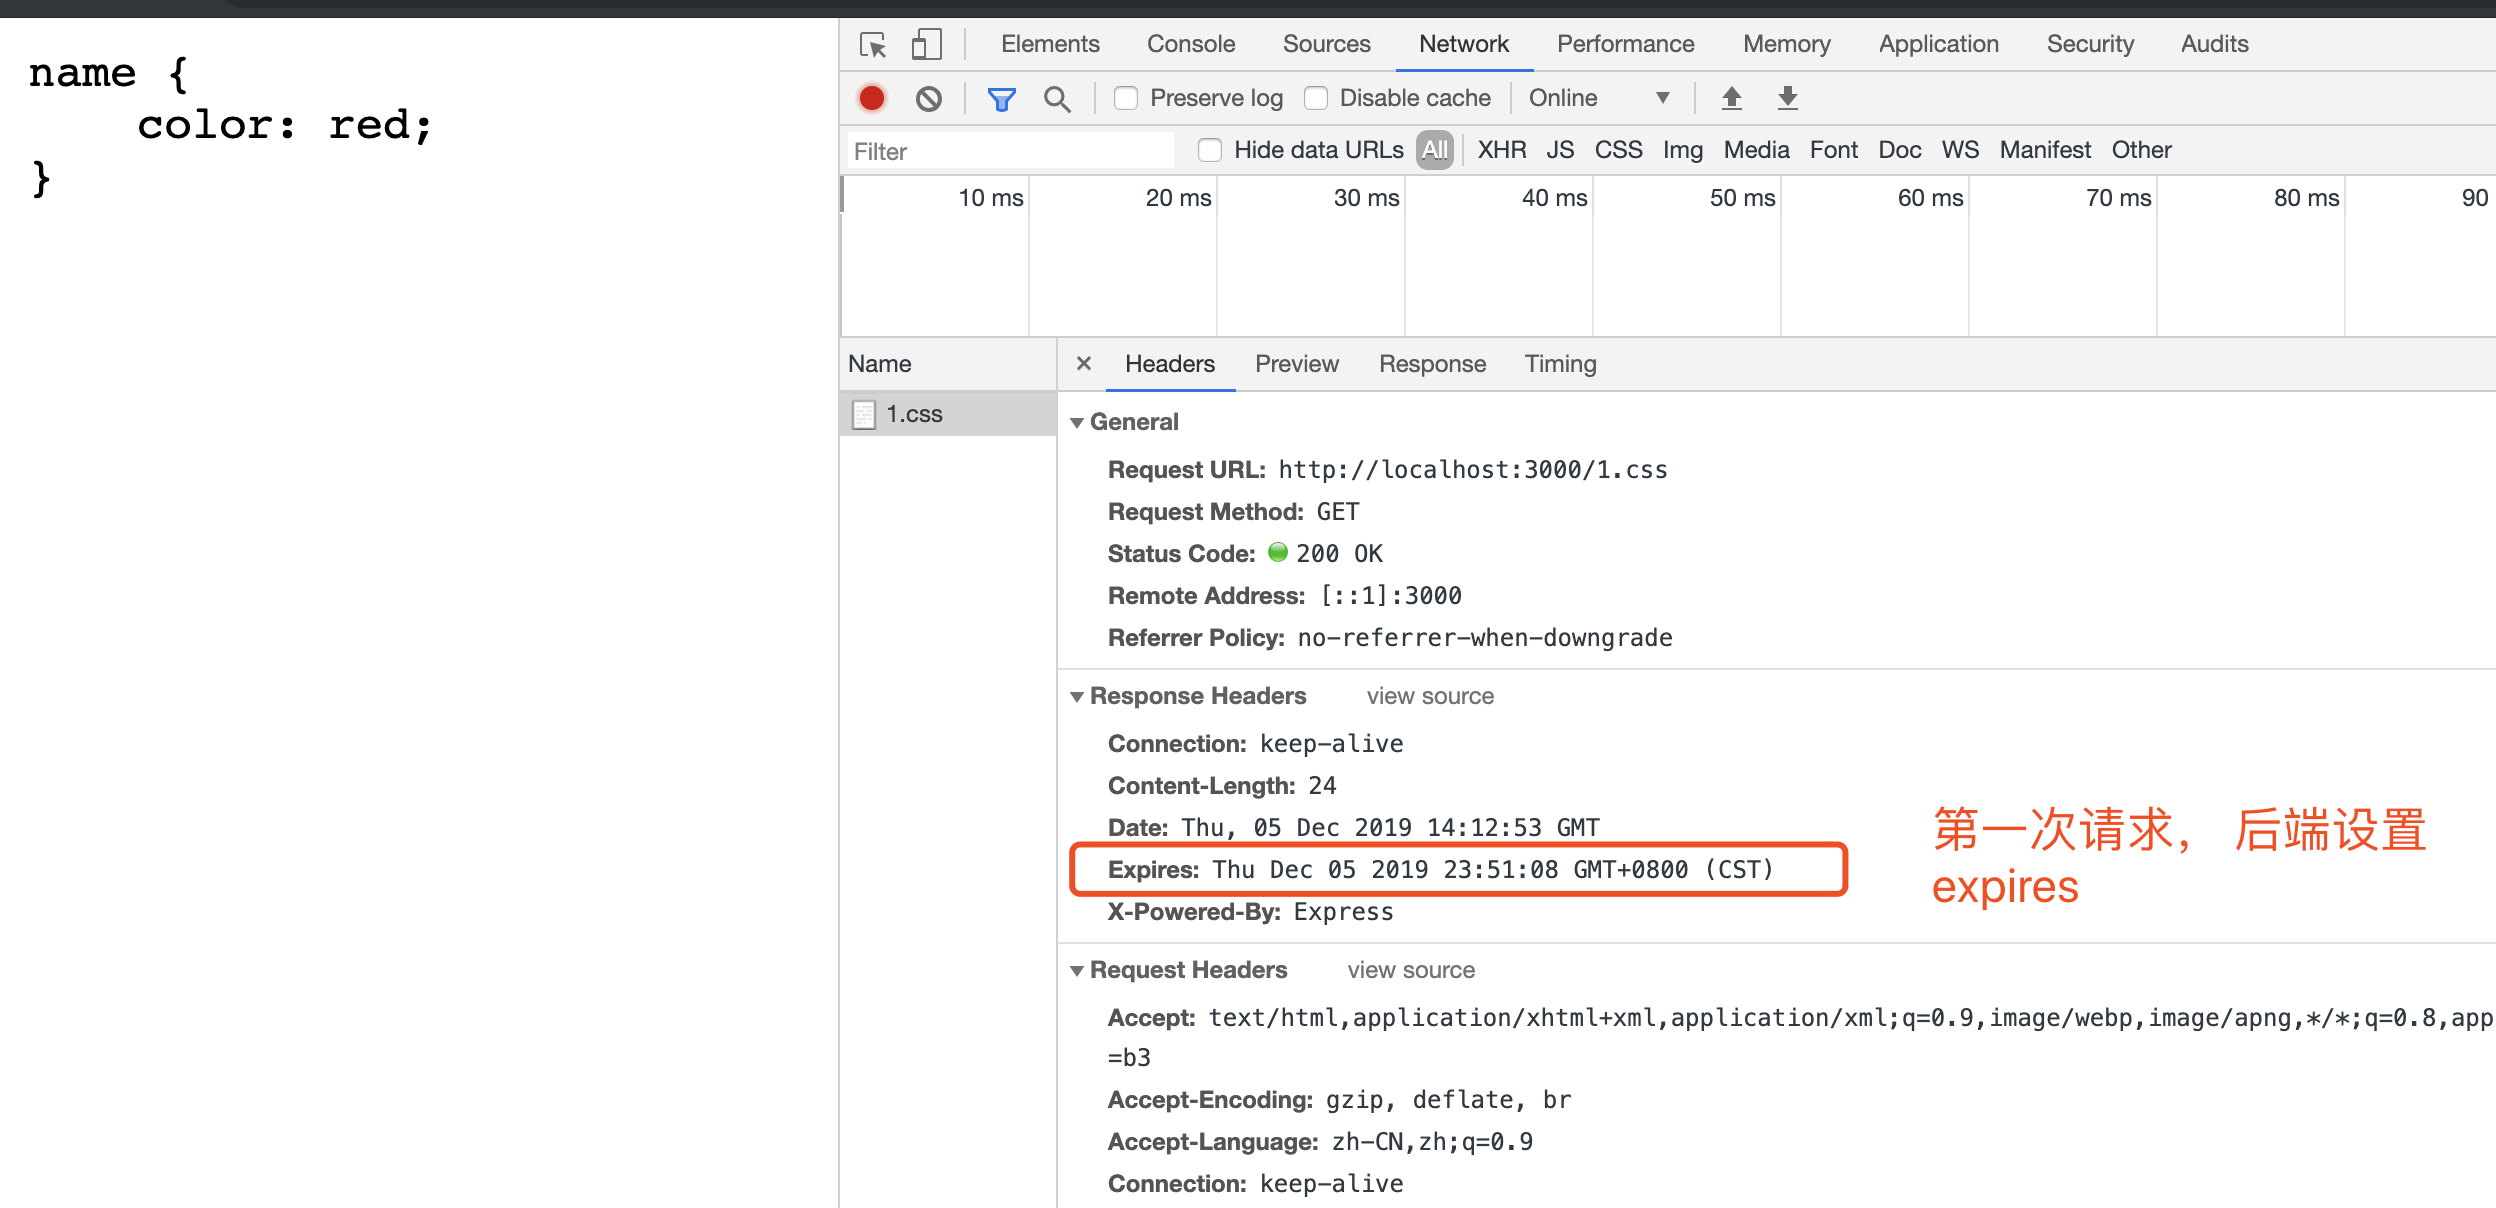 name {
    color: red;
}
Elements Console Sources Network Performance Memory Application Security Audits
Preserve log Disable cache Online
Filter Hide data URLs All XHR JS CSS Img Media Font Doc WS Manifest Other
10 ms 20 ms 30 ms 40 ms 50 ms 60 ms 70 ms 80 ms 90
Name Headers Preview Response Timing
1.css
General
Request URL: http://localhost:3000/1.css
Request Method: GET
Status Code: 200 OK
Remote Address: [::1]:3000
Referrer Policy: no-referrer-when-downgrade
Response Headers view source
Connection: keep-alive
Content-Length: 24
Date: Thu, 05 Dec 2019 14:12:53 GMT
Expires: Thu Dec 05 2019 23:51:08 GMT+0800 (CST)
X-Powered-By: Express
第一次请求， 后端设置
expires
Request Headers view source
Accept: text/html,application/xhtml+xml,application/xml;q=0.9,image/webp,image/apng,*/*;q=0.8,app
=b3
Accept-Encoding: gzip, deflate, br
Accept-Language: zh-CN,zh;q=0.9
Connection: keep-alive